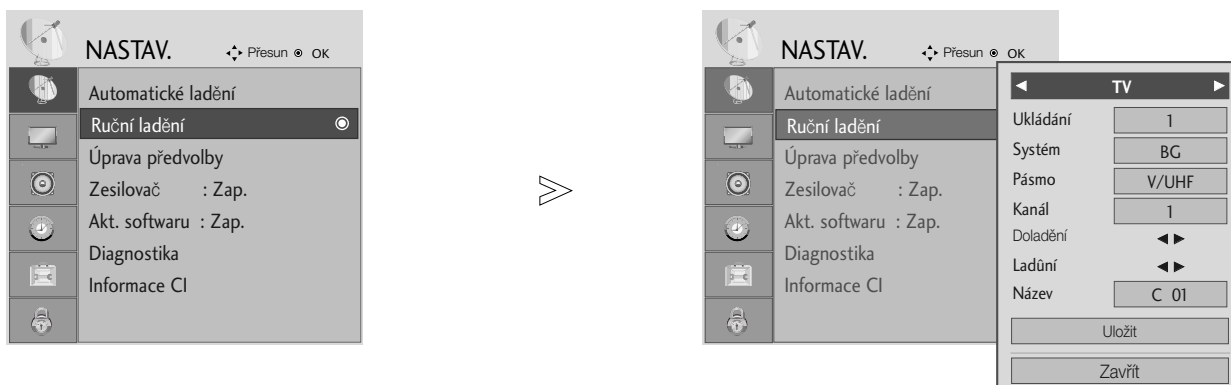 NASTAV. Přesun OK
Automatické ladění
Ruční ladění
Úprava předvolby
Zesilovač : Zap.
Akt. softwaru : Zap.
Diagnostika
Informace CI
NASTAV. Přesun OK
Automatické ladění
Ruční ladění
Úprava předvolby
Zesilovač : Zap.
Akt. softwaru : Zap.
Diagnostika
Informace CI
TV
Ukládání 1
Systém BG
Pásmo V/UHF
Kanál 1
Doladění
Ladûní
Název C 01
Uložit
Zavřít